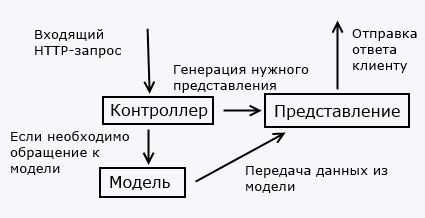 Входящий
HTTP-запрос
Отправка
ответа
клиенту
Генерация нужного
представления
Контроллер
Представление
Если необходимо
обращение к
модели
Модель
Передача данных из
модели